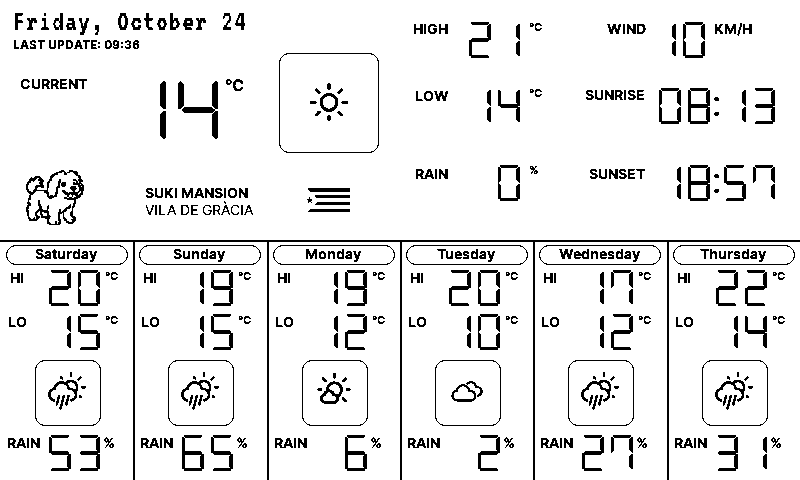 Friday, October 24
LAST UPDATE: 09:36
CURRENT 14 °C
HIGH 21 °C
LOW 14 °C
RAIN 0 %
WIND 10 KM/H
SUNRISE 08:13
SUNSET 18:57
SUKI MANSION
VILA DE GRÀCIA
Saturday
HI 20 °C
LO 15 °C
RAIN 53 %
Sunday
HI 19 °C
LO 15 °C
RAIN 65 %
Monday
HI 19 °C
LO 12 °C
RAIN 6 %
Tuesday
HI 20 °C
LO 10 °C
RAIN 2 %
Wednesday
HI 17 °C
LO 12 °C
RAIN 27 %
Thursday
HI 22 °C
LO 14 °C
RAIN 31 %